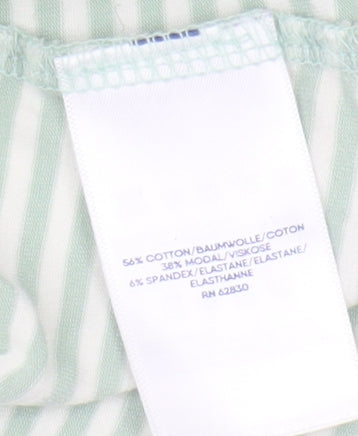 56% COTTON/BAUMWOLLE/COTON
38% MODAL/VISKOSE
6% SPANDEX/ELASTANE/ELASTANE/
ELASTHANNE
RN 62830